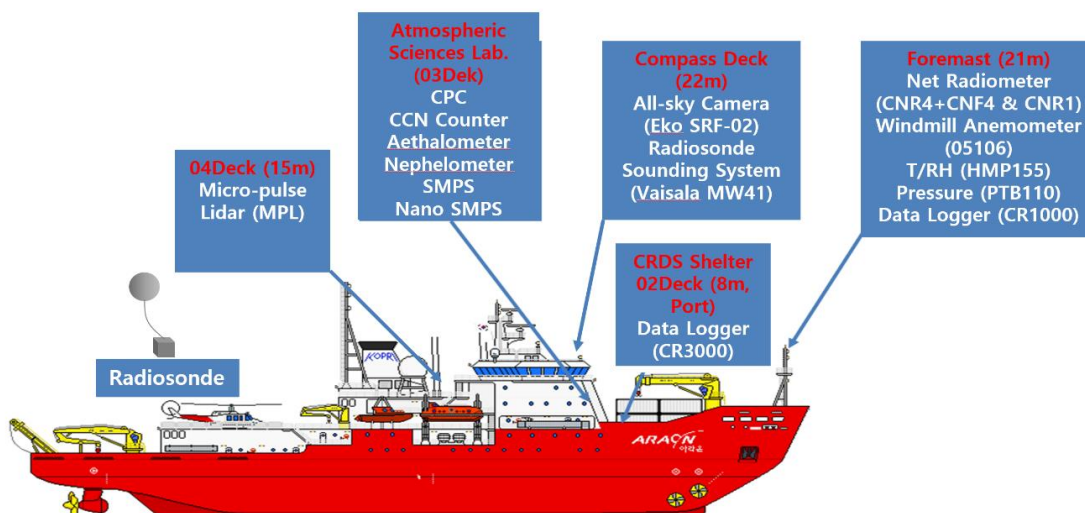 Atmospheric
Sciences Lab.
(03Dek)
CPC
CCN Counter
Aethalometer
Nephelometer
SMPS
Nano SMPS
Compass Deck
(22m)
All-sky Camera
(Eko SRF-02)
Radiosonde
Sounding System
(Vaisala MW41)
Foremast (21m)
Net Radiometer
(CNR4+CNF4 & CNR1)
Windmill Anemometer
(05106)
T/RH (HMP155)
Pressure (PTB110)
Data Logger (CR1000)
04Deck (15m)
Micro-pulse
Lidar (MPL)
CRDS Shelter
02Deck (8m,
Port)
Data Logger
(CR3000)
Radiosonde
KOPRI
ARAON
아라온